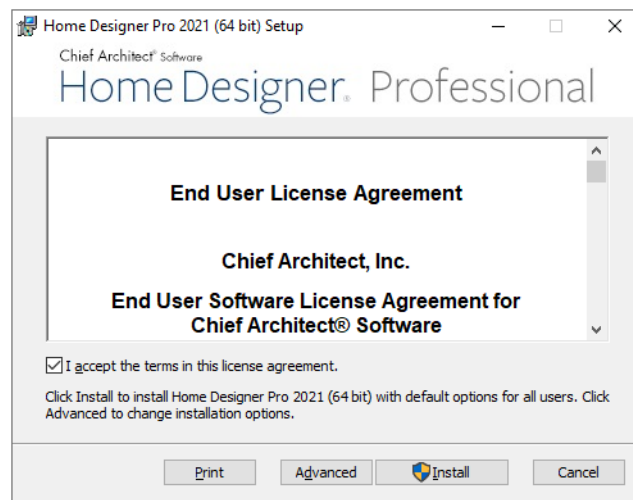 Home Designer Pro 2021 (64 bit) Setup
Chief Architect® Software
Home Designer® Professional
End User License Agreement
Chief Architect, Inc.
End User Software License Agreement for
Chief Architect® Software
I accept the terms in this license agreement.
Click Install to install Home Designer Pro 2021 (64 bit) with default options for all users. Click
Advanced to change installation options.
Print Advanced Install Cancel